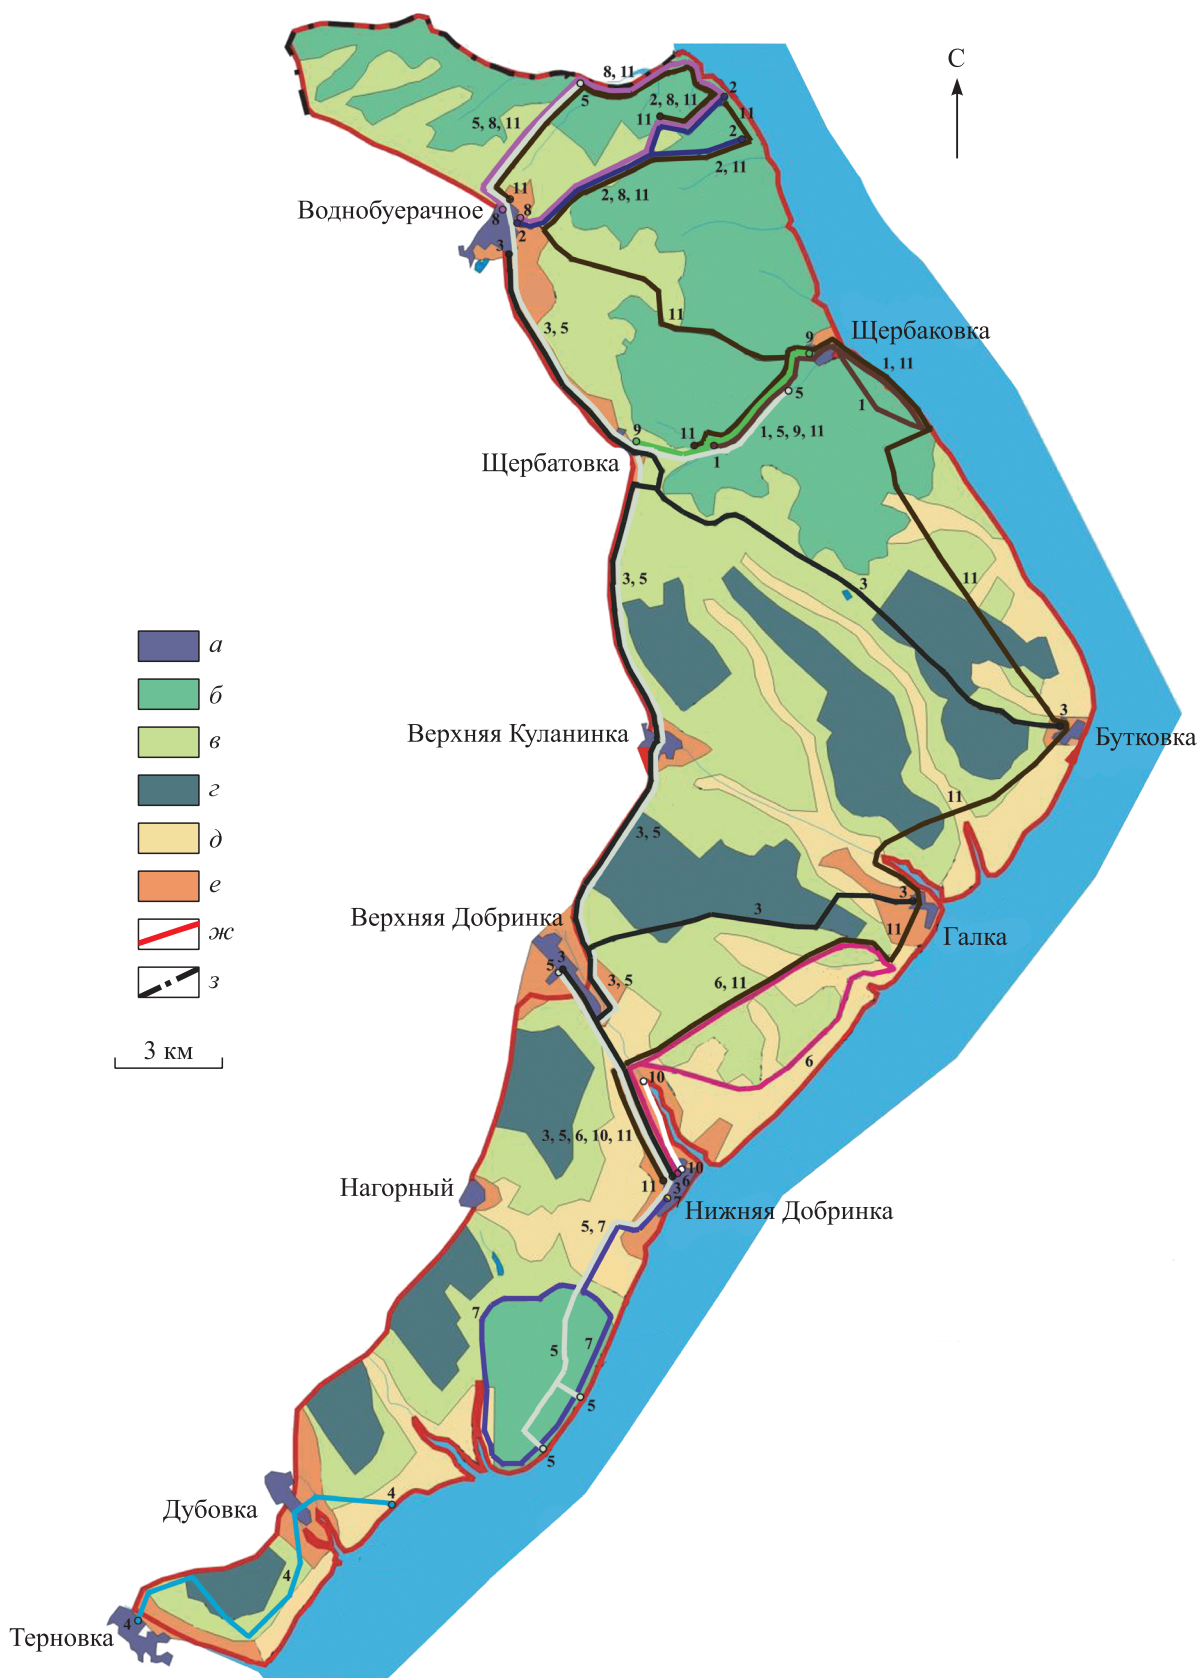 С
8, 11
5
2
2, 8, 11
11
11
5, 8, 11
2
2, 11
11
2, 8, 11
Воднобуерачное
8
8
2
3
11
3, 5
9
Щербаковка
1, 11
5
1
9
11
1, 5, 9, 11
1
Щербатовка
3, 5
3
11
а
б
в
г
д
е
ж
з
3 км
3
Верхняя Куланинка
Бутковка
11
3, 5
3
Верхняя Добринка
3
11
Галка
3
5
3, 5
6, 11
6
10
3, 5, 6, 10, 11
10
6
11
3
7
Нагорный
Нижняя Добринка
5, 7
7
7
5
5
5
4
Дубовка
4
4
Терновка